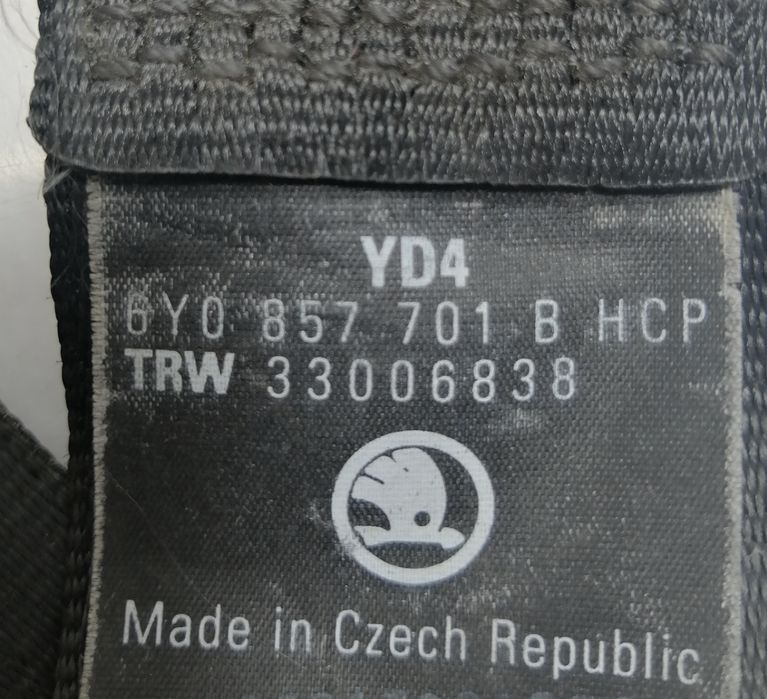 YD4
6Y0 857 701 B HCP
TRW 33006838
Made in Czech Republic